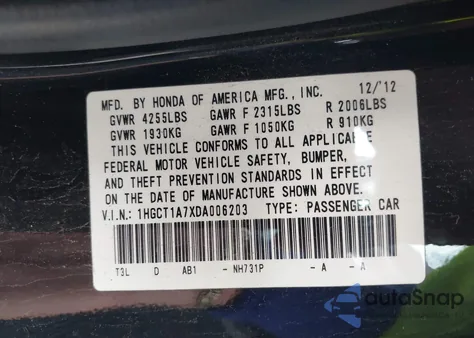 MFD. BY HONDA OF AMERICA MFG., INC. 12/12
GVWR 4255LBS GAWR F 2315LBS R 2006LBS
GVWR 1930KG GAWR F 1050KG R 910KG
THIS VEHICLE CONFORMS TO ALL APPLICABLE
FEDERAL MOTOR VEHICLE SAFETY, BUMPER,
AND THEFT PREVENTION STANDARDS IN EFFECT
ON THE DATE OF MANUFACTURE SHOWN ABOVE.
V.I.N: 1HGCT1A7XDA006203 TYPE: PASSENGER CAR
T3L D AB1 - NH731P - A - A
autoSnap